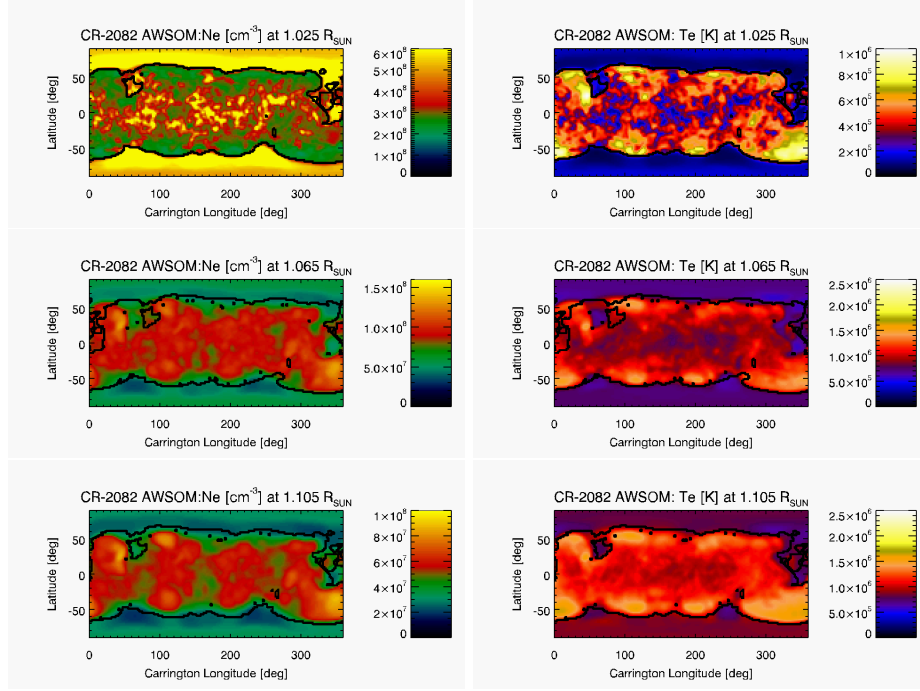 CR-2082 AWSOM:Ne [cm⁻³] at 1.025 R_SUN
Latitude [deg]
50
0
-50
0 100 200 300
Carrington Longitude [deg]
6×10⁸
5×10⁸
4×10⁸
3×10⁸
2×10⁸
1×10⁸
0
CR-2082 AWSOM: Te [K] at 1.025 R_SUN
Latitude [deg]
50
0
-50
0 100 200 300
Carrington Longitude [deg]
1×10⁶
8×10⁵
6×10⁵
4×10⁵
2×10⁵
0
CR-2082 AWSOM:Ne [cm⁻³] at 1.065 R_SUN
Latitude [deg]
50
0
-50
0 100 200 300
Carrington Longitude [deg]
1.5×10⁸
1.0×10⁸
5.0×10⁷
0
CR-2082 AWSOM: Te [K] at 1.065 R_SUN
Latitude [deg]
50
0
-50
0 100 200 300
Carrington Longitude [deg]
2.5×10⁶
2.0×10⁶
1.5×10⁶
1.0×10⁶
5.0×10⁵
0
CR-2082 AWSOM:Ne [cm⁻³] at 1.105 R_SUN
Latitude [deg]
50
0
-50
0 100 200 300
Carrington Longitude [deg]
1×10⁸
8×10⁷
6×10⁷
4×10⁷
2×10⁷
0
CR-2082 AWSOM: Te [K] at 1.105 R_SUN
Latitude [deg]
50
0
-50
0 100 200 300
Carrington Longitude [deg]
2.5×10⁶
2.0×10⁶
1.5×10⁶
1.0×10⁶
5.0×10⁵
0